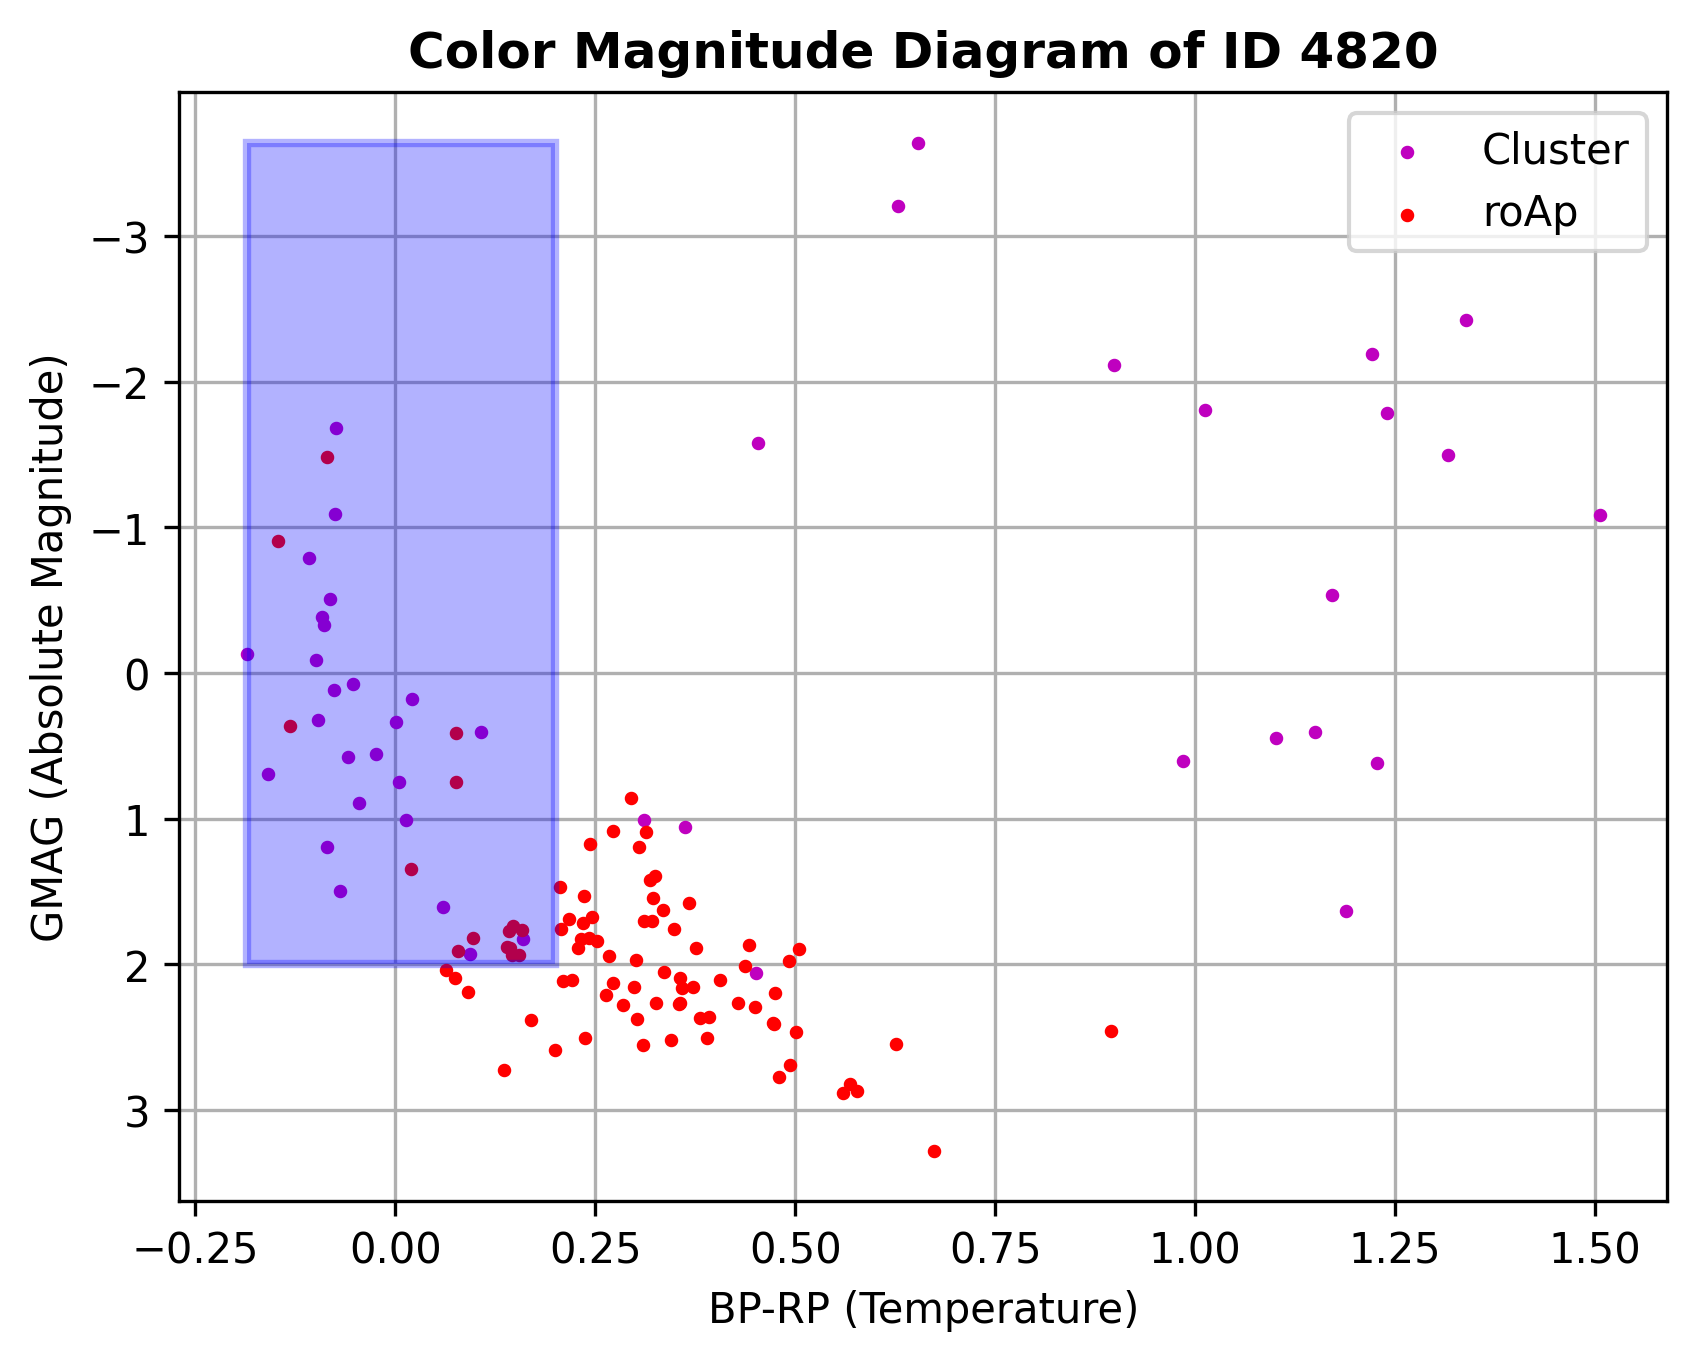 Color Magnitude Diagram of ID 4820
Cluster
roAp
−3
−2
−1
0
1
2
3
GMAG (Absolute Magnitude)
−0.25 0.00 0.25 0.50 0.75 1.00 1.25 1.50
BP-RP (Temperature)